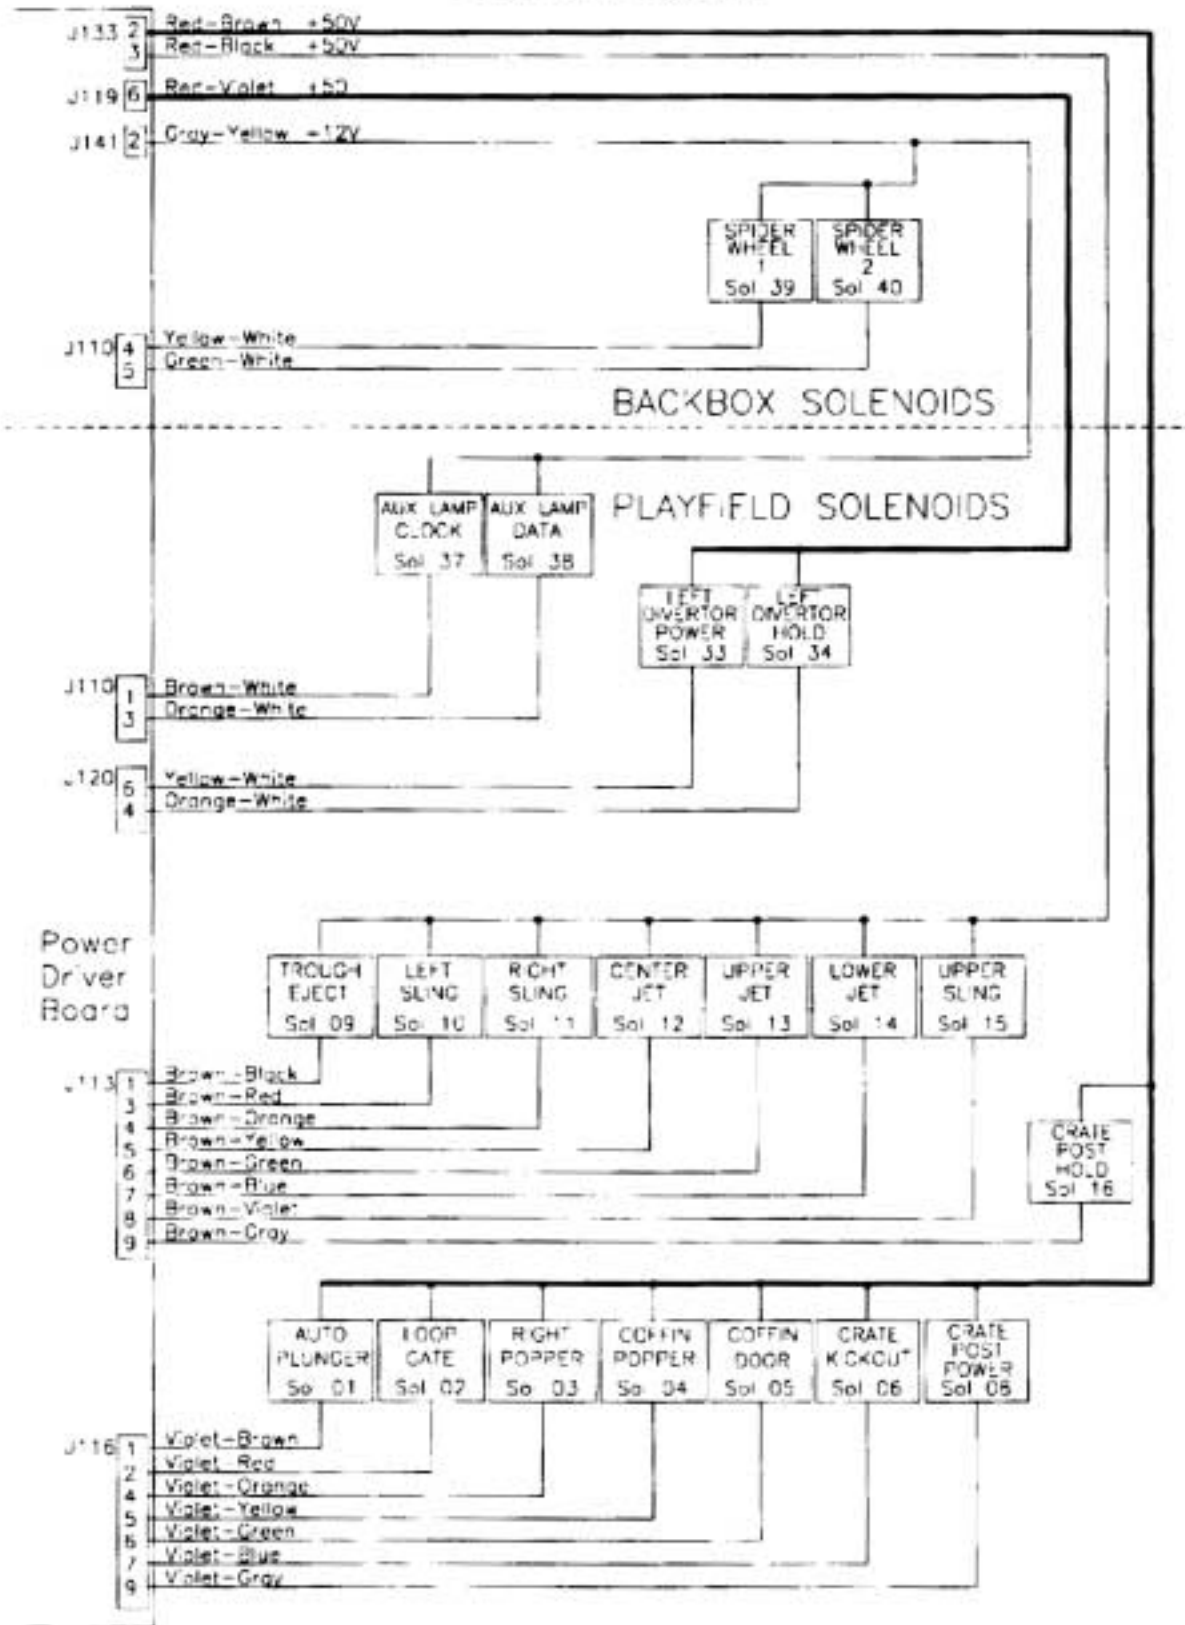 J133 2 Red-Brown +50V
3 Red-Black +50V
J119 6 Red-Violet +50
J141 2 Gray-Yellow +12V
SPIDER WHEEL 1 Sol 39
SPIDER WHEEL 2 Sol 40
J110 4 Yellow-White
5 Green-White
BACKBOX SOLENOIDS
PLAYFIELD SOLENOIDS
AUX LAMP CLOCK Sol 37
AUX LAMP DATA Sol 38
LEFT DIVERTOR POWER Sol 33
LEFT DIVERTOR HOLD Sol 34
J110 1 Brown-White
3 Orange-White
J120 6 Yellow-White
4 Orange-White
Power
Driver
Board
TROUGH EJECT Sol 09
LEFT SLING Sol 10
RIGHT SLING Sol 11
CENTER JET Sol 12
UPPER JET Sol 13
LOWER JET Sol 14
UPPER SLING Sol 15
J113 1 Brown-Black
3 Brown-Red
4 Brown-Orange
5 Brown-Yellow
6 Brown-Green
7 Brown-Blue
8 Brown-Violet
9 Brown-Gray
CRATE POST HOLD Sol 16
AUTO PLUNGER Sol 01
LOOP GATE Sol 02
RIGHT POPPER Sol 03
COFFIN POPPER Sol 04
COFFIN DOOR Sol 05
CRATE KICKOUT Sol 06
CRATE POST POWER Sol 08
J116 1 Violet-Brown
2 Violet-Red
4 Violet-Orange
5 Violet-Yellow
6 Violet-Green
7 Violet-Blue
9 Violet-Gray